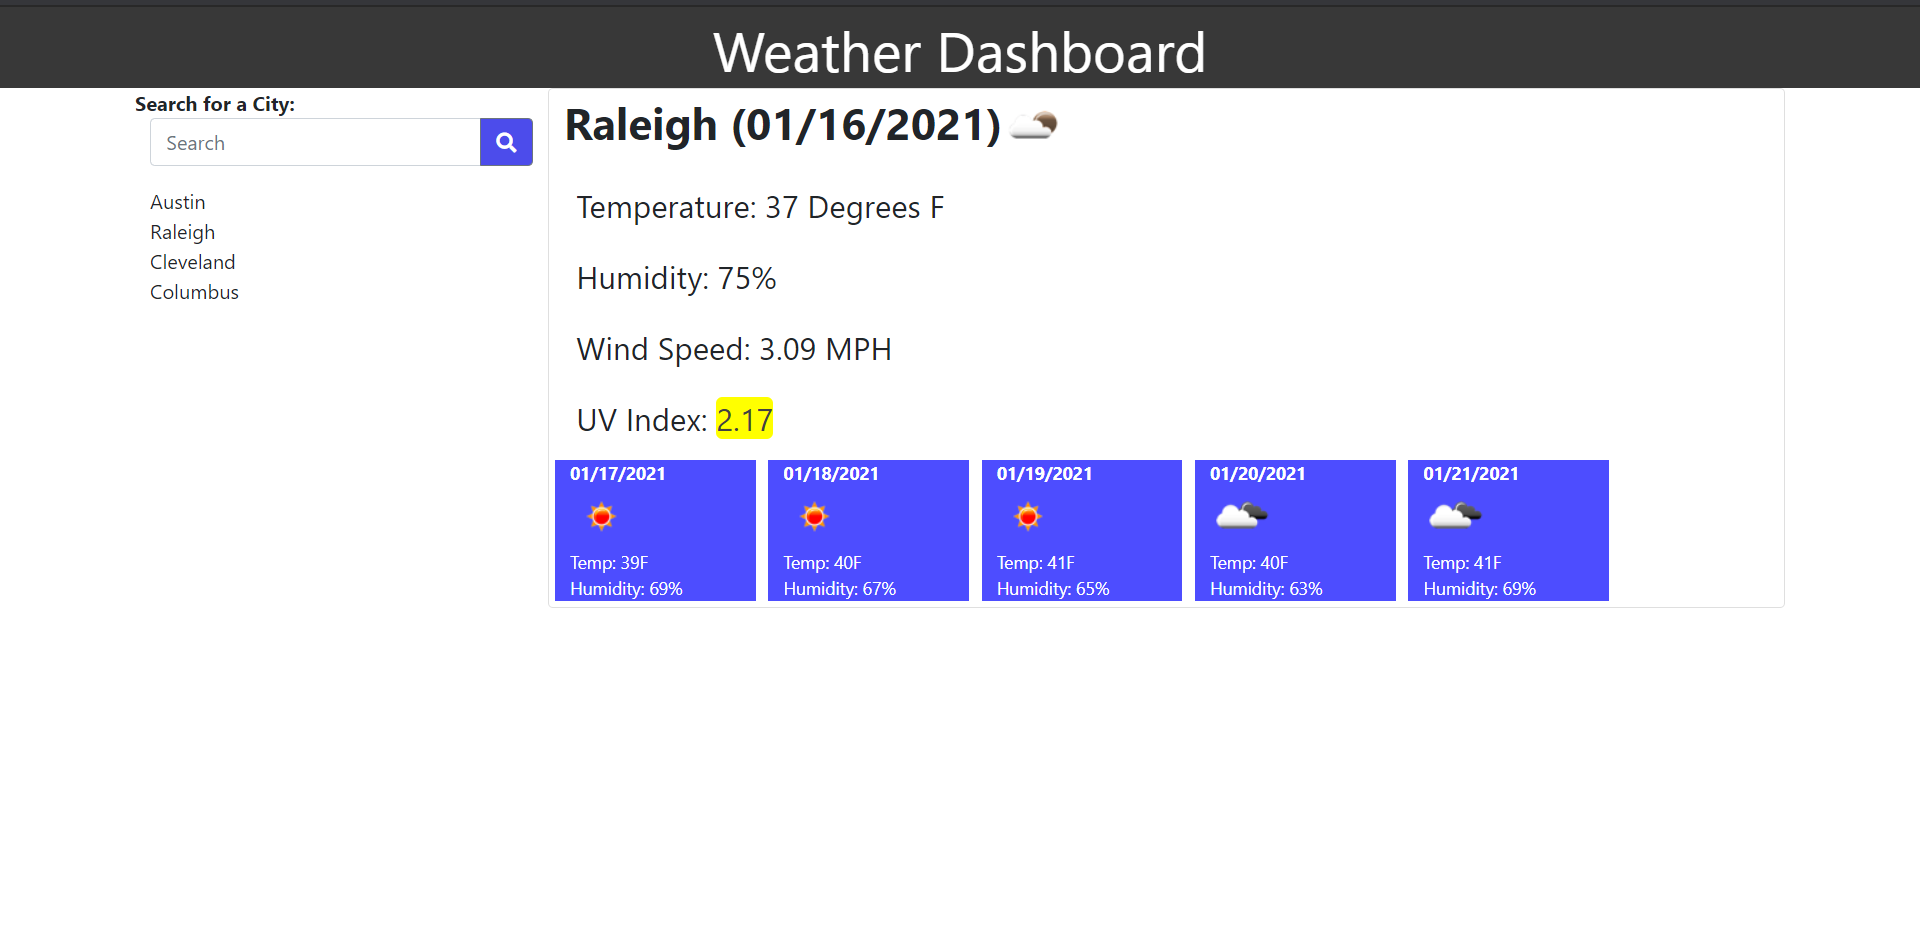 Weather Dashboard
Search for a City:
Search
Austin
Raleigh
Cleveland
Columbus
Raleigh (01/16/2021)
Temperature: 37 Degrees F
Humidity: 75%
Wind Speed: 3.09 MPH
UV Index: 2.17
01/17/2021
Temp: 39F
Humidity: 69%
01/18/2021
Temp: 40F
Humidity: 67%
01/19/2021
Temp: 41F
Humidity: 65%
01/20/2021
Temp: 40F
Humidity: 63%
01/21/2021
Temp: 41F
Humidity: 69%